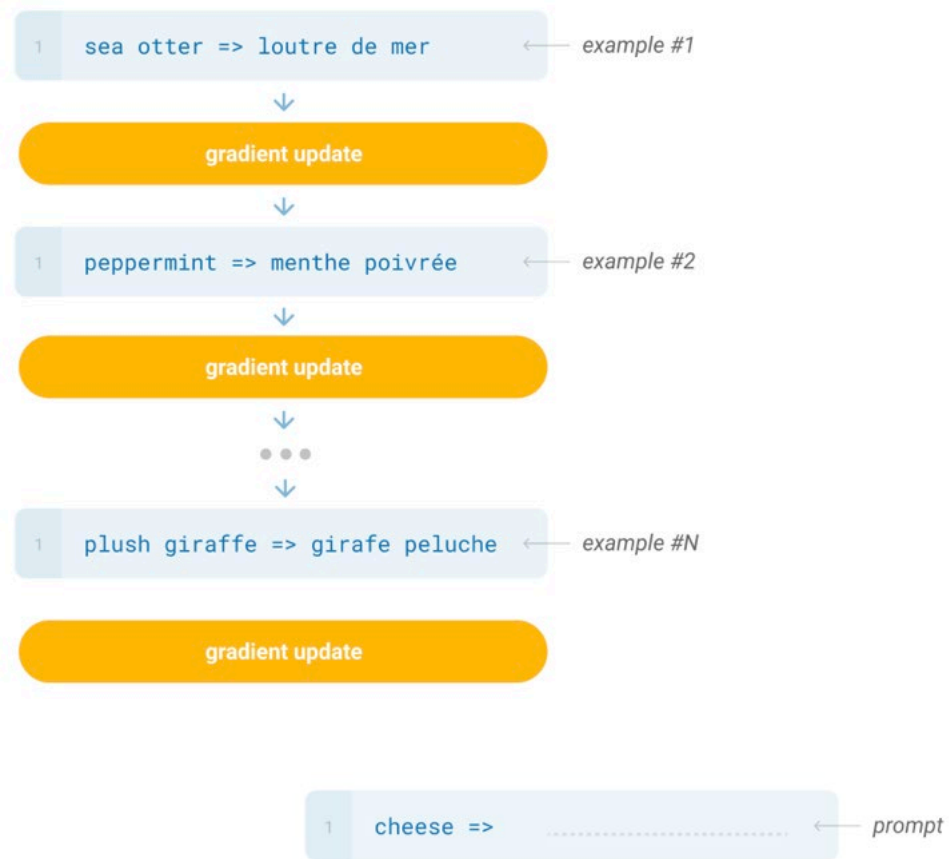 1 sea otter => loutre de mer example #1
gradient update
1 peppermint => menthe poivrée example #2
gradient update
1 plush giraffe => girafe peluche example #N
gradient update
1 cheese => prompt